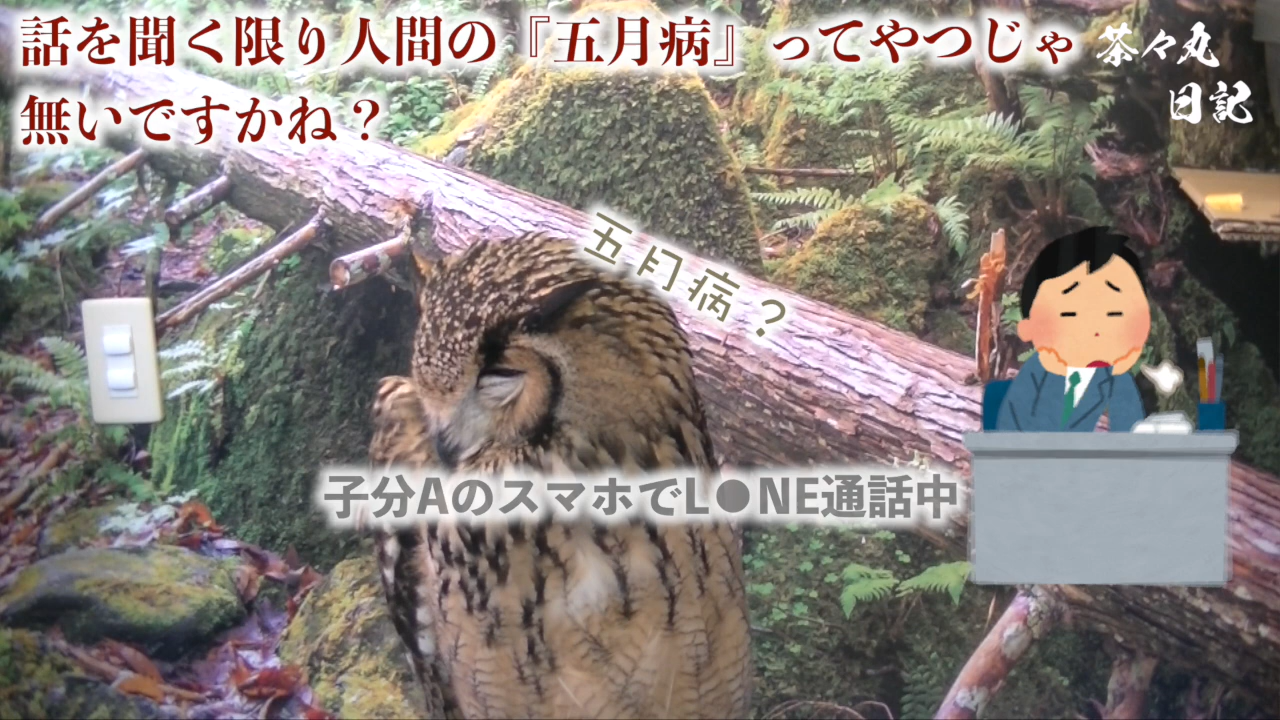 話を聞く限り人間の『五月病』ってやつじゃ
無いですかね？
茶々丸
日記
五月病？
子分AのスマホでL●NE通話中